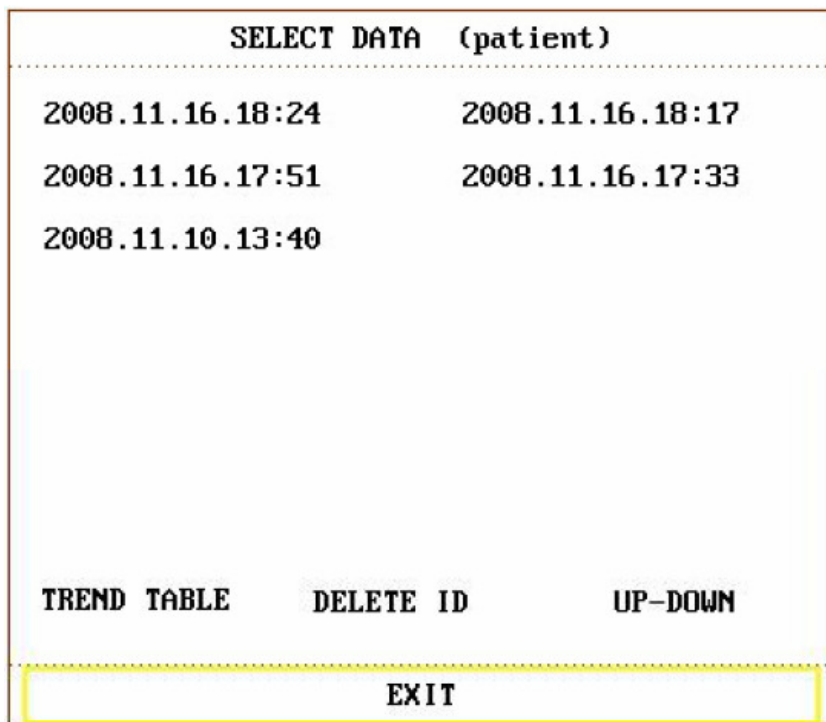 SELECT DATA (patient)
2008.11.16.18:24 2008.11.16.18:17
2008.11.16.17:51 2008.11.16.17:33
2008.11.10.13:40
TREND TABLE DELETE ID UP-DOWN
EXIT